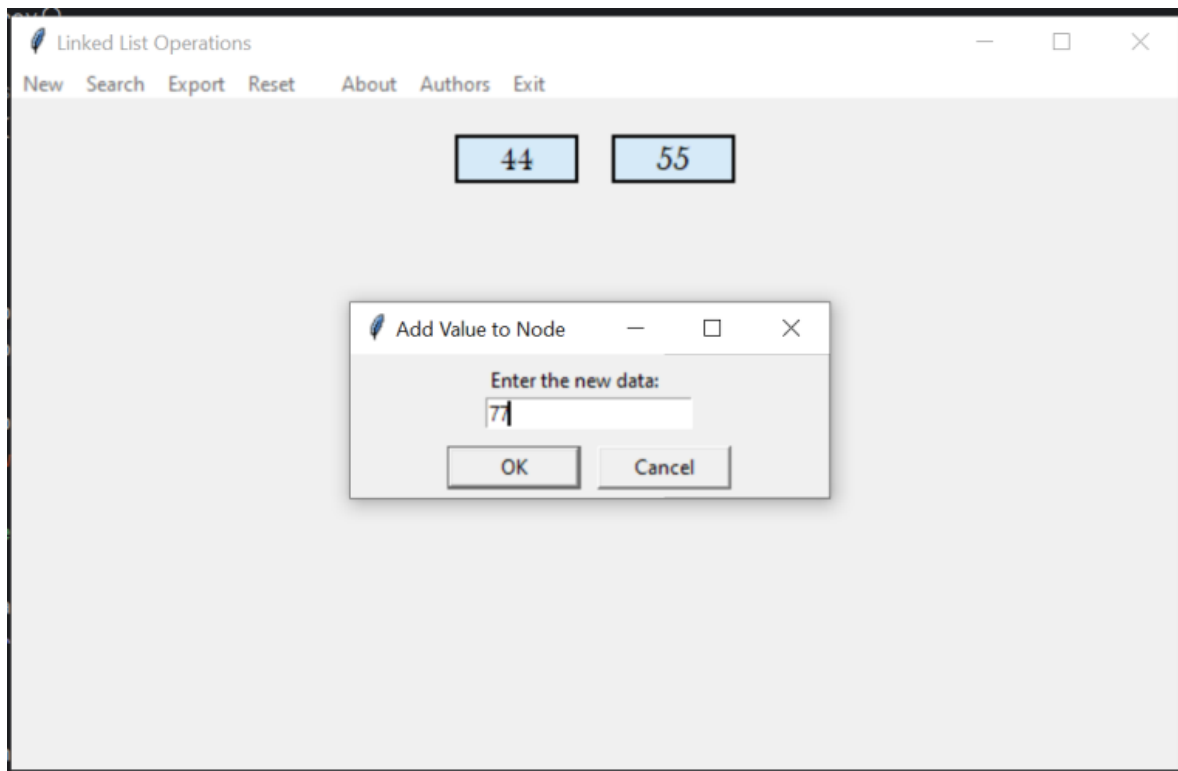 Linked List Operations
New Search Export Reset About Authors Exit
44 55
Add Value to Node
Enter the new data:
77
OK Cancel